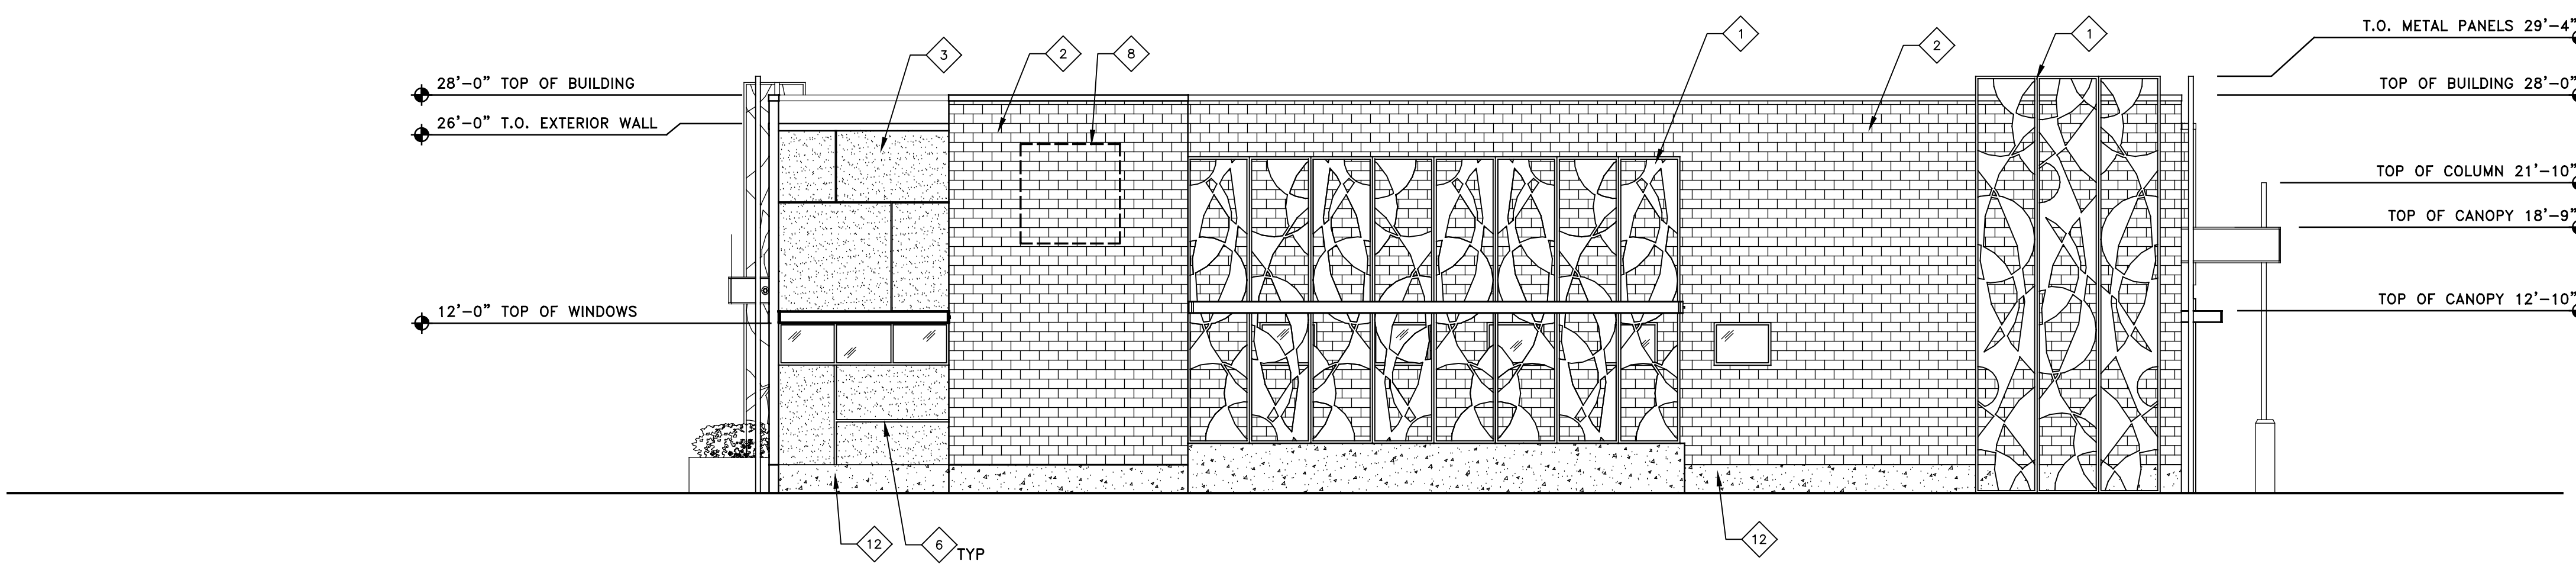 3
2
8
1
2
1
28'-0" TOP OF BUILDING
26'-0" T.O. EXTERIOR WALL
12'-0" TOP OF WINDOWS
T.O. METAL PANELS 29'-4"
TOP OF BUILDING 28'-0"
TOP OF COLUMN 21'-10"
TOP OF CANOPY 18'-9"
TOP OF CANOPY 12'-10"
12
6 TYP
12